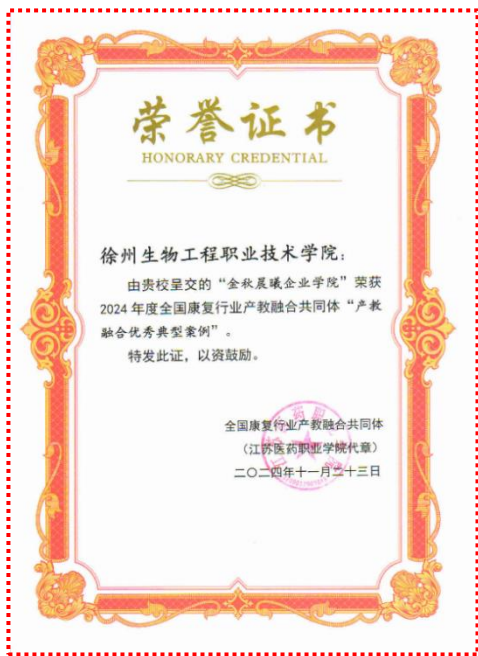 荣誉证书
HONORARY CREDENTIAL
徐州生物工程职业技术学院：
由贵校呈交的“金秋晨曦企业学院”荣获
2024年度全国康复行业产教融合共同体“产教
融合优秀典型案例”。
特发此证，以资鼓励。
全国康复行业产教融合共同体
（江苏医药职业学院代章）
二〇二四年十一月二十三日